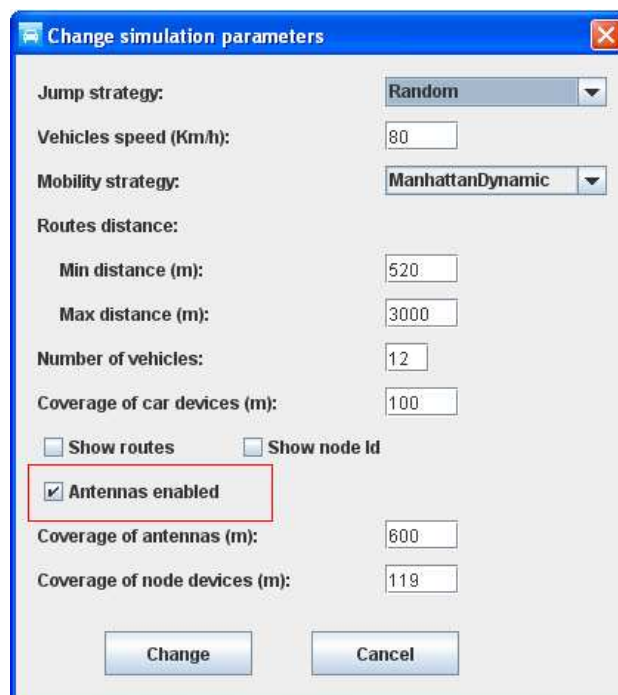 Change simulation parameters
Jump strategy: Random
Vehicles speed (Km/h): 80
Mobility strategy: ManhattanDynamic
Routes distance:
Min distance (m): 520
Max distance (m): 3000
Number of vehicles: 12
Coverage of car devices (m): 100
Show routes Show node Id
Antennas enabled
Coverage of antennas (m): 600
Coverage of node devices (m): 119
Change Cancel